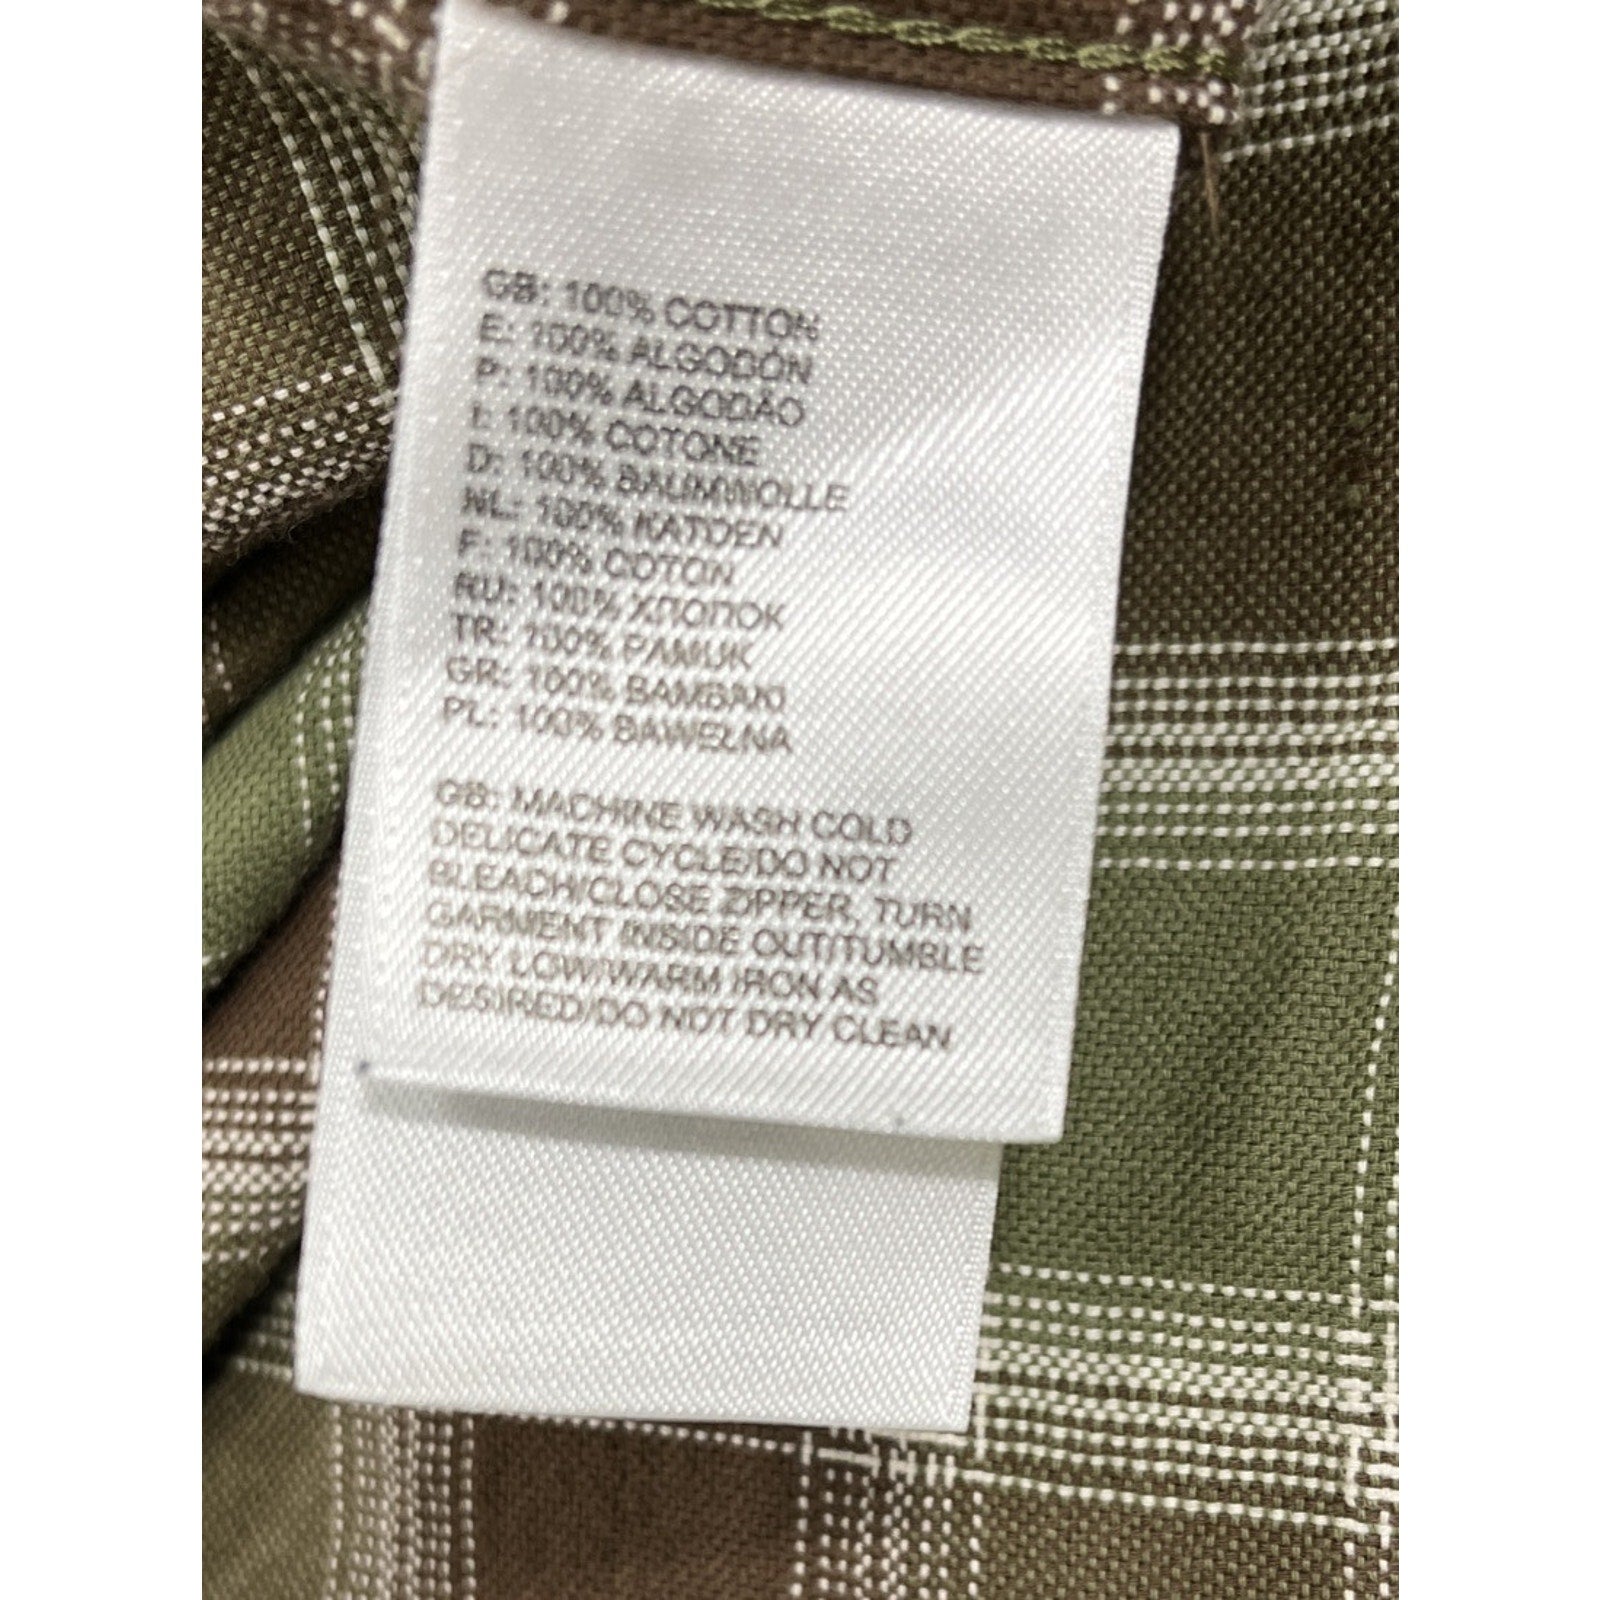 GB: 100% COTTON
E: 100% ALGODÓN
P: 100% ALGODÃO
I: 100% COTONE
D: 100% BAUMWOLLE
NL: 100% KATOEN
F: 100% COTON
RU: 100% ХЛОПОК
TR: 100% PAMUK
GR: 100% BAMBAKI
PL: 100% BAWEŁNA
GB: MACHINE WASH COLD
DELICATE CYCLE/DO NOT
BLEACH/CLOSE ZIPPER, TURN
GARMENT INSIDE OUT/TUMBLE
DRY LOW/WARM IRON AS
DESIRED/DO NOT DRY CLEAN